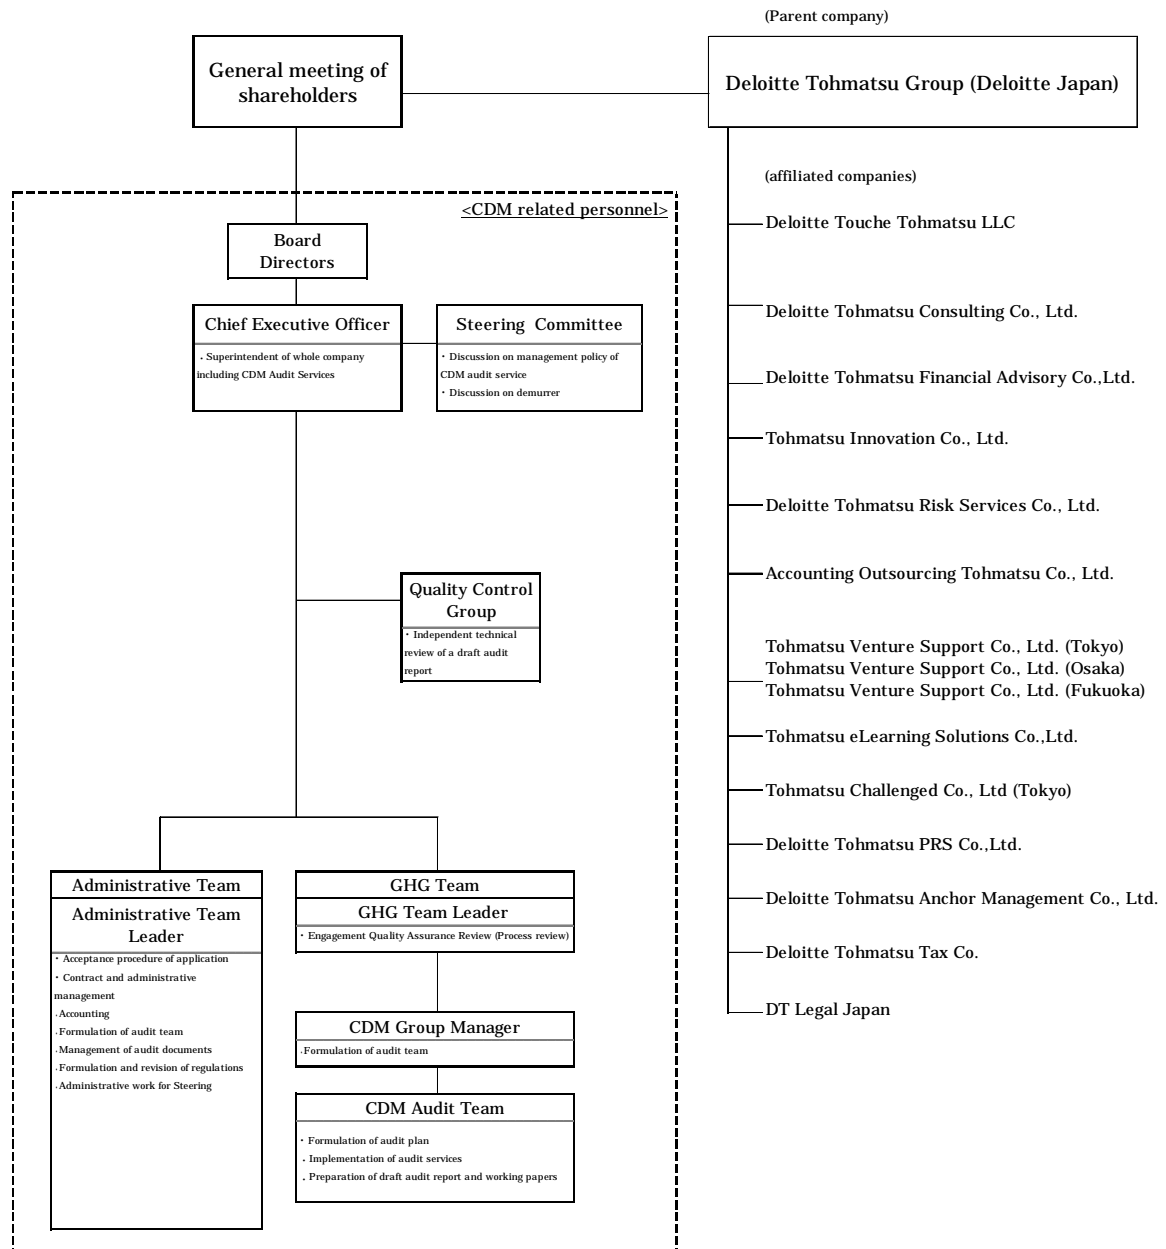 (Parent company)
General meeting of
shareholders
Deloitte Tohmatsu Group (Deloitte Japan)
(affiliated companies)
<CDM related personnel>
Board
Directors
Chief Executive Officer
. Superintendent of whole company
including CDM Audit Services
Steering Committee
・Discussion on management policy of
CDM audit service
・Discussion on demurrer
Quality Control
Group
・Independent technical
review of a draft audit
report
Administrative Team
Administrative Team
Leader
・Acceptance procedure of application
・Contract and administrative
management
.Accounting
.Formulation of audit team
.Management of audit documents
.Formulation and revision of regulations
.Administrative work for Steering
GHG Team
GHG Team Leader
・Engagement Quality Assurance Review (Process review)
CDM Group Manager
.Formulation of audit team
CDM Audit Team
・Formulation of audit plan
. Implementation of audit services
. Preparation of draft audit report and working papers
Deloitte Touche Tohmatsu LLC
Deloitte Tohmatsu Consulting Co., Ltd.
Deloitte Tohmatsu Financial Advisory Co.,Ltd.
Tohmatsu Innovation Co., Ltd.
Deloitte Tohmatsu Risk Services Co., Ltd.
Accounting Outsourcing Tohmatsu Co., Ltd.
Tohmatsu Venture Support Co., Ltd. (Tokyo)
Tohmatsu Venture Support Co., Ltd. (Osaka)
Tohmatsu Venture Support Co., Ltd. (Fukuoka)
Tohmatsu eLearning Solutions Co.,Ltd.
Tohmatsu Challenged Co., Ltd (Tokyo)
Deloitte Tohmatsu PRS Co.,Ltd.
Deloitte Tohmatsu Anchor Management Co., Ltd.
Deloitte Tohmatsu Tax Co.
DT Legal Japan